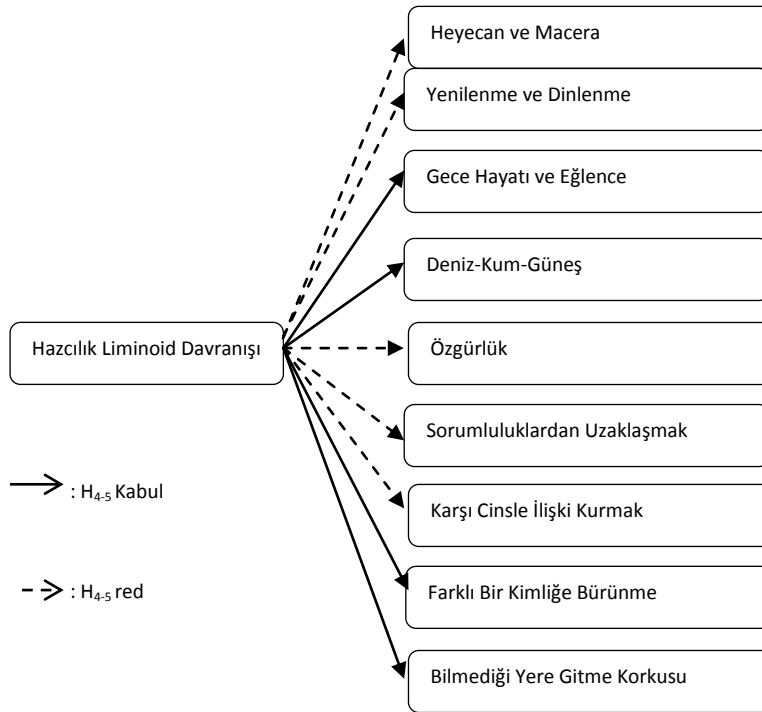 Heyecan ve Macera
Yenilenme ve Dinlenme
Gece Hayatı ve Eğlence
Deniz-Kum-Güneş
Hazcılık Liminoid Davranışı
Özgürlük
Sorumluluklardan Uzaklaşmak
: H4-5 Kabul
Karşı Cinsle İlişki Kurmak
Farklı Bir Kimliğe Bürünme
: H4-5 red
Bilmediği Yere Gitme Korkusu